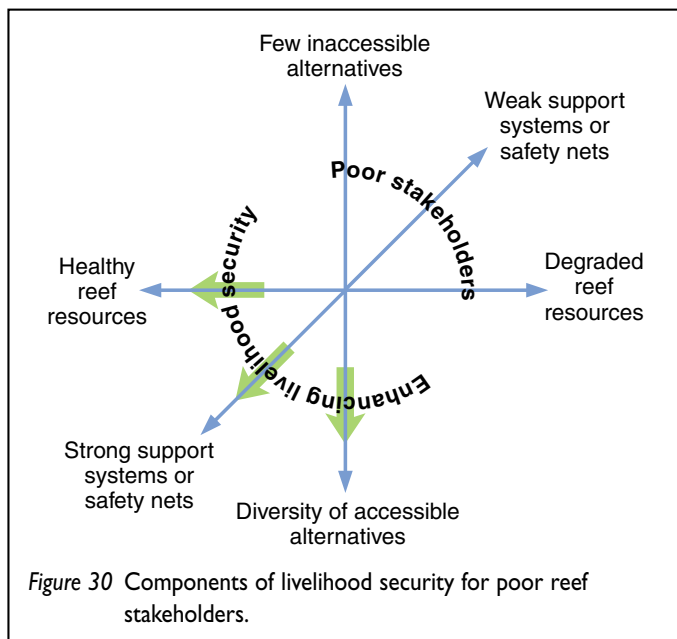 Few inaccessible
alternatives
Weak support
systems or
safety nets
Poor stakeholders
Healthy
reef
resources
Degraded
reef
resources
Enhancing livelihood security
Strong support
systems or
safety nets
Diversity of accessible
alternatives
Figure 30 Components of livelihood security for poor reef
stakeholders.